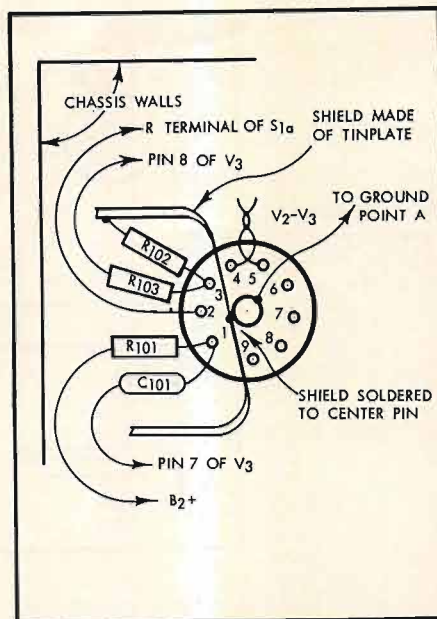 CHASSIS WALLS
R TERMINAL OF S1a
PIN 8 OF V3
SHIELD MADE
OF TINPLATE
TO GROUND
POINT A
V2-V3
R102
R103
R101
C101
1
2
3
4
5
6
7
8
9
SHIELD SOLDERED
TO CENTER PIN
PIN 7 OF V3
B2+